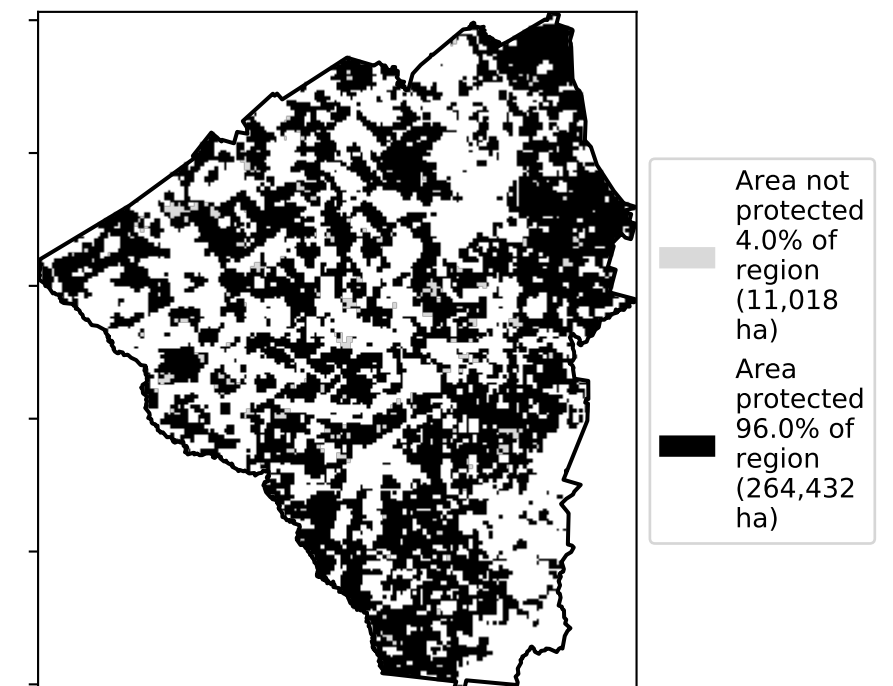 Area not
protected
4.0% of
region
(11,018
ha)
Area
protected
96.0% of
region
(264,432
ha)